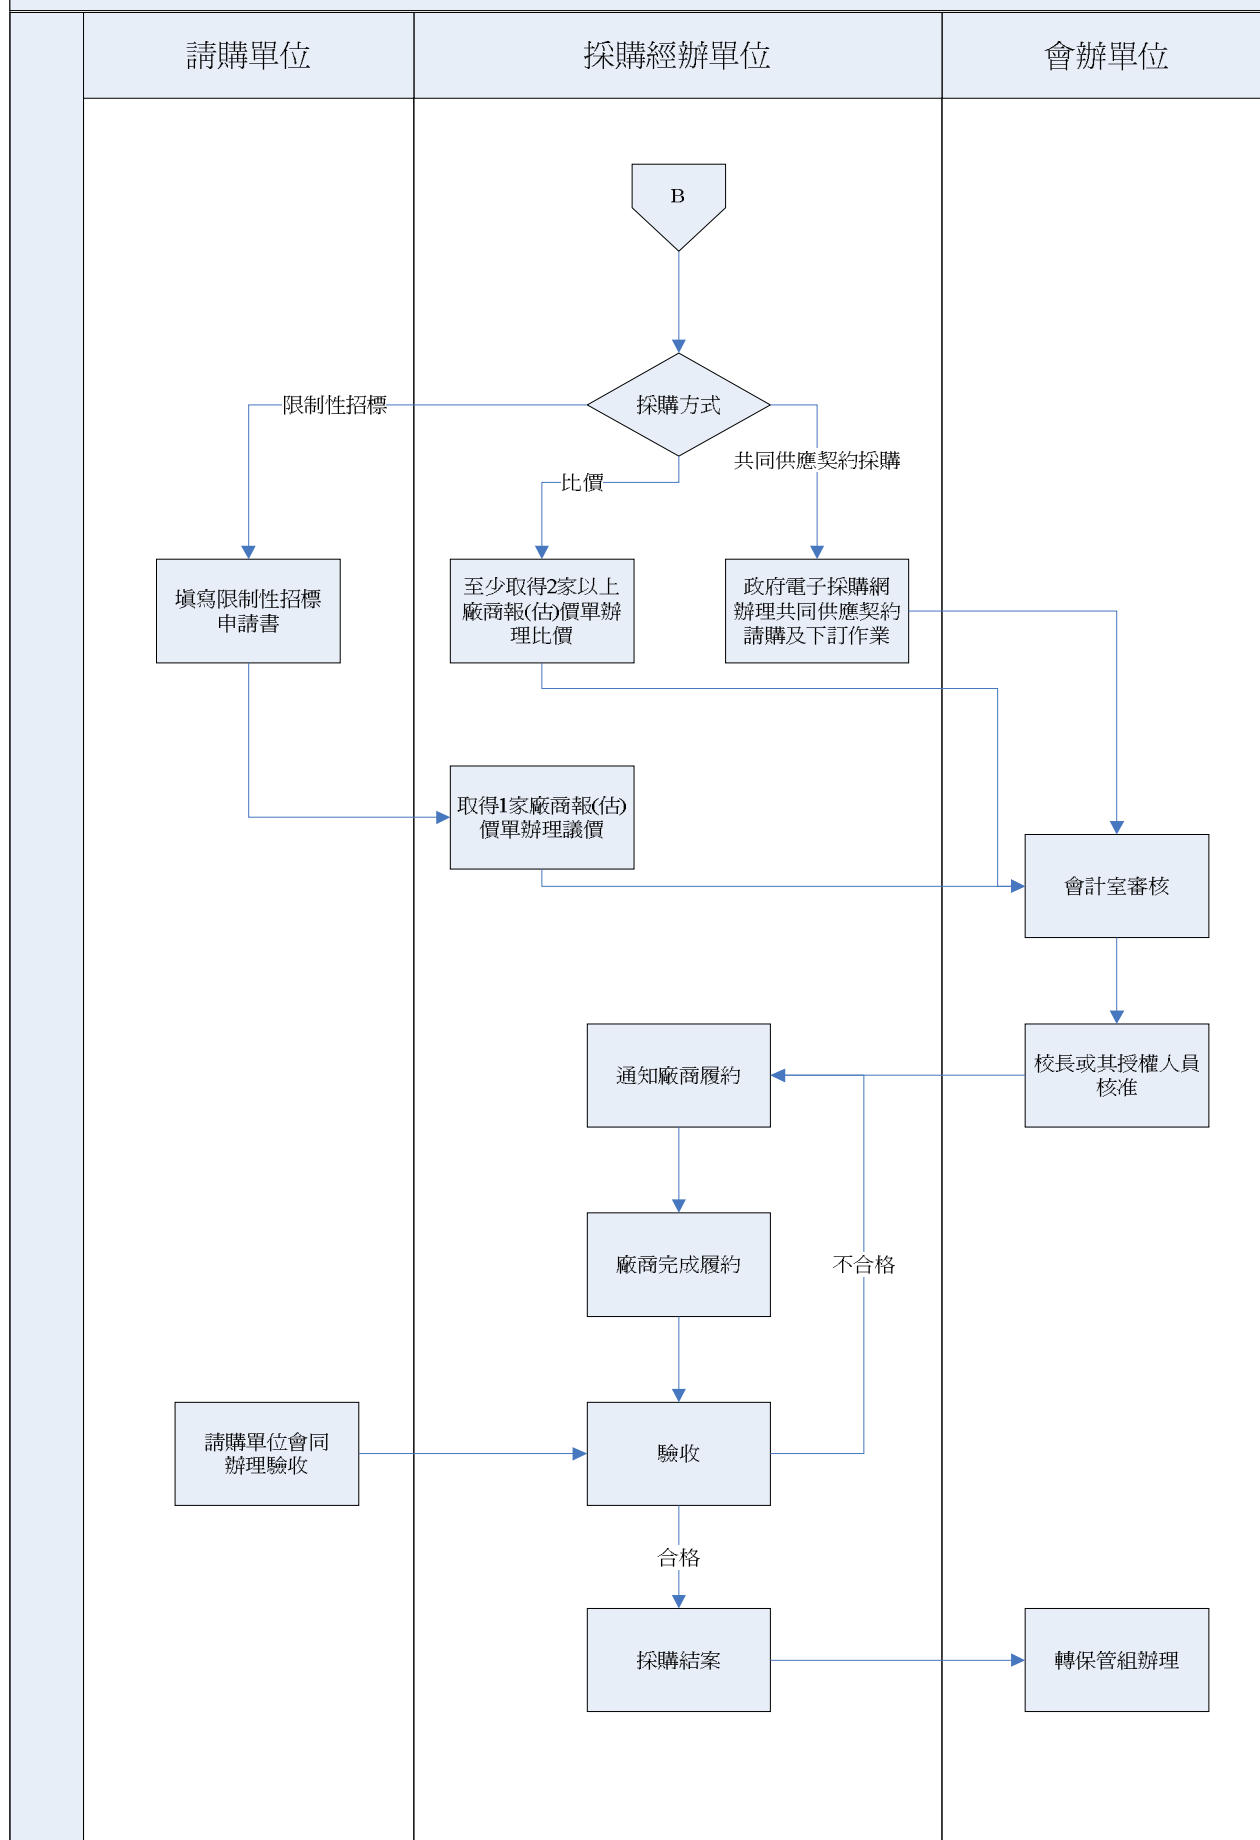 請購單位
採購經辦單位
會辦單位
B
採購方式
限制性招標
比價
共同供應契約採購
填寫限制性招標
申請書
至少取得2家以上
廠商報(估)價單辦
理比價
政府電子採購網
辦理共同供應契約
請購及下訂作業
取得1家廠商報(估)
價單辦理議價
會計室審核
校長或其授權人員
核准
通知廠商履約
廠商完成履約
不合格
請購單位會同
辦理驗收
驗收
合格
採購結案
轉保管組辦理